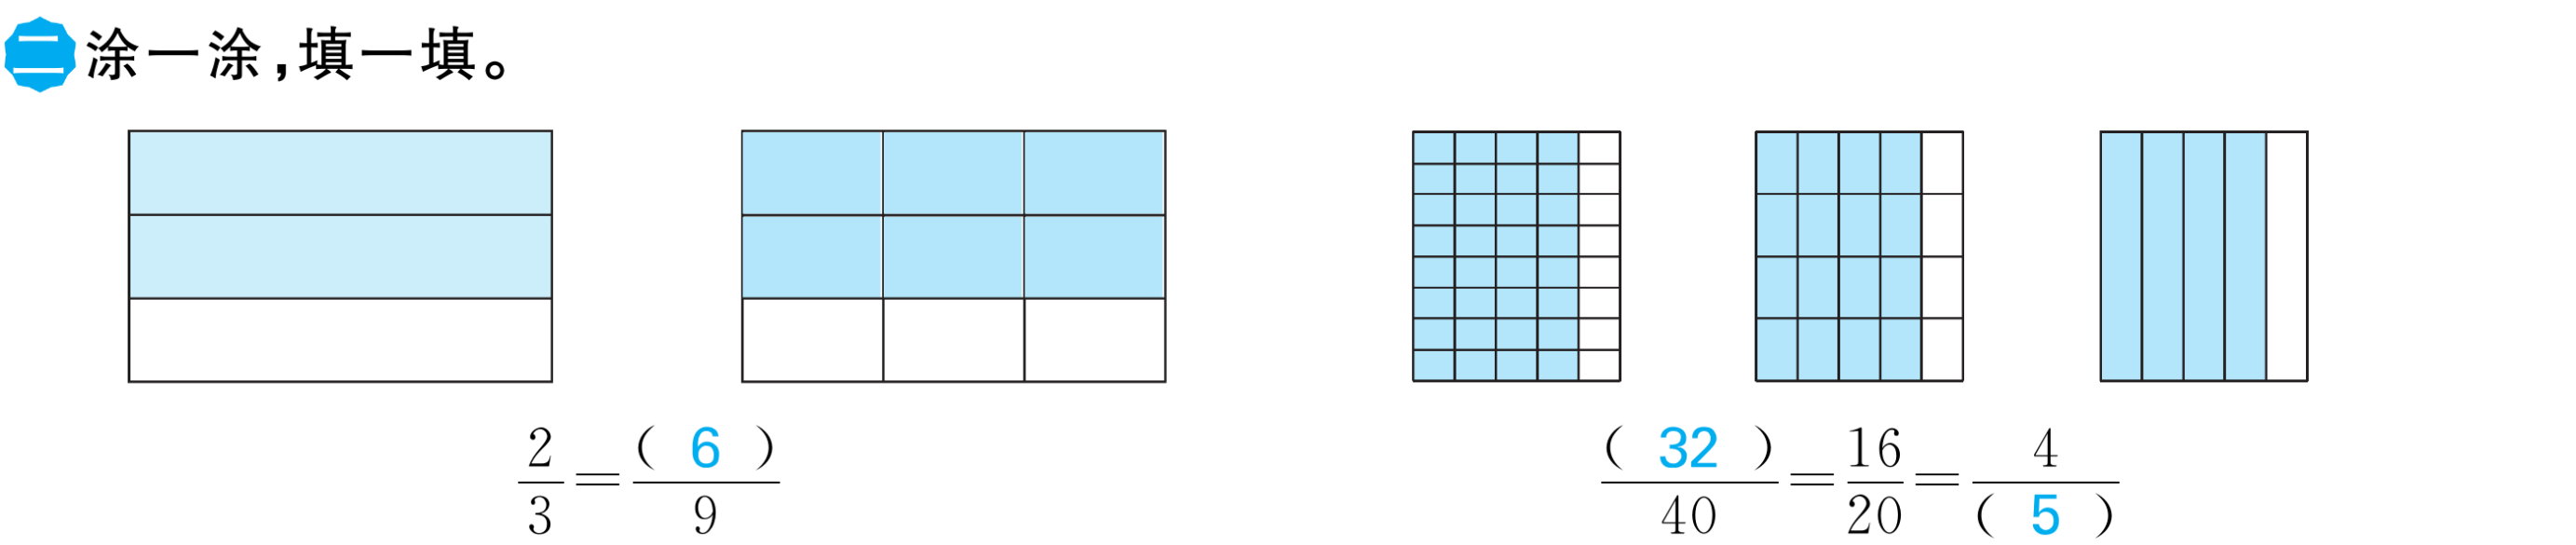 二 涂一涂,填一填。
2/3=( 6 )/9
( 32 )/40=16/20=4/( 5 )